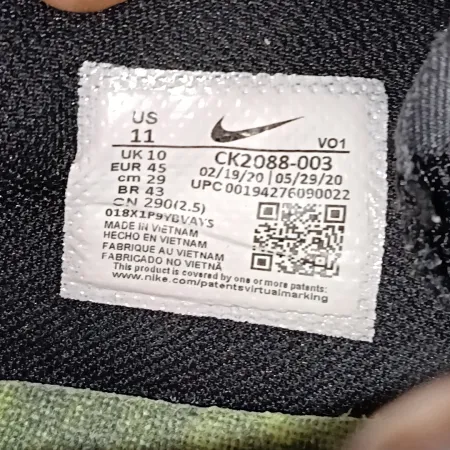 US
11
VO1
UK 10
EUR 45
cm 29
BR 43
CN 290(2.5)
CK2088-003
02/19/20 | 05/29/20
UPC 00194276090022
018X1P9YBVAYS
MADE IN VIETNAM
HECHO EN VIETNAM
FABRIQUE AU VIETNAM
FABRICADO NO VIETNÃ
This product is covered by one or more patents:
www.nike.com/patentsvirtualmarking